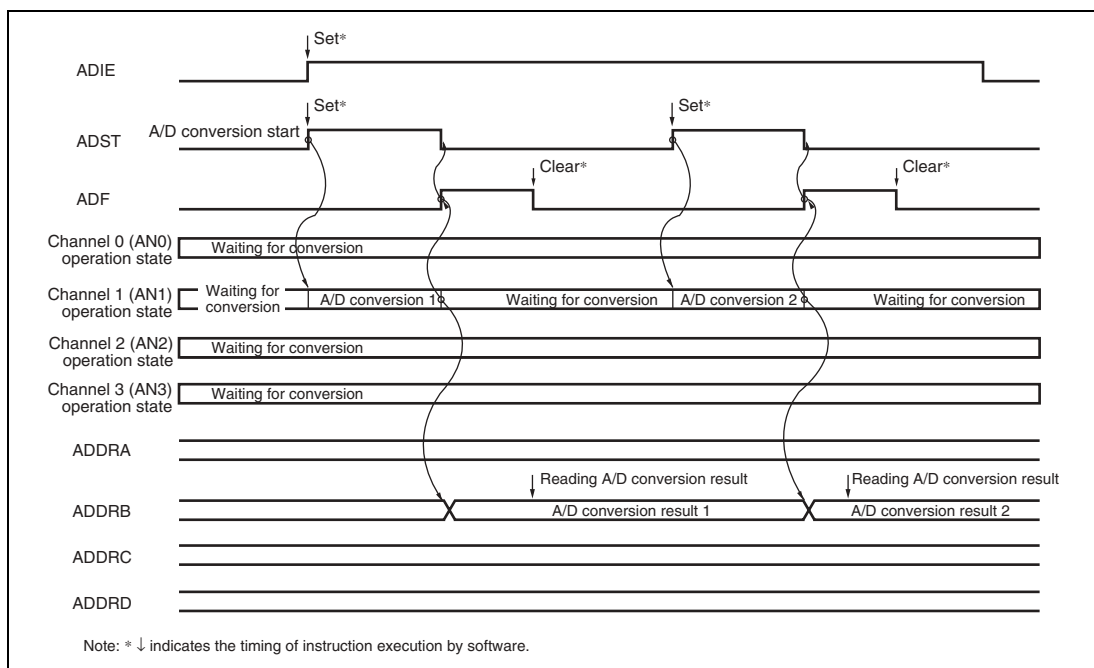 Set*
ADIE
Set*
A/D conversion start
ADST
Clear*
Clear*
ADF
Channel 0 (AN0)
operation state
Waiting for conversion
Channel 1 (AN1)
operation state
Waiting for
conversion
A/D conversion 1
Waiting for conversion
A/D conversion 2
Waiting for conversion
Channel 2 (AN2)
operation state
Waiting for conversion
Channel 3 (AN3)
operation state
Waiting for conversion
ADDRA
Reading A/D conversion result
Reading A/D conversion result
ADDRB
A/D conversion result 1
A/D conversion result 2
ADDRC
ADDRD
Set*
Note: * ↓ indicates the timing of instruction execution by software.